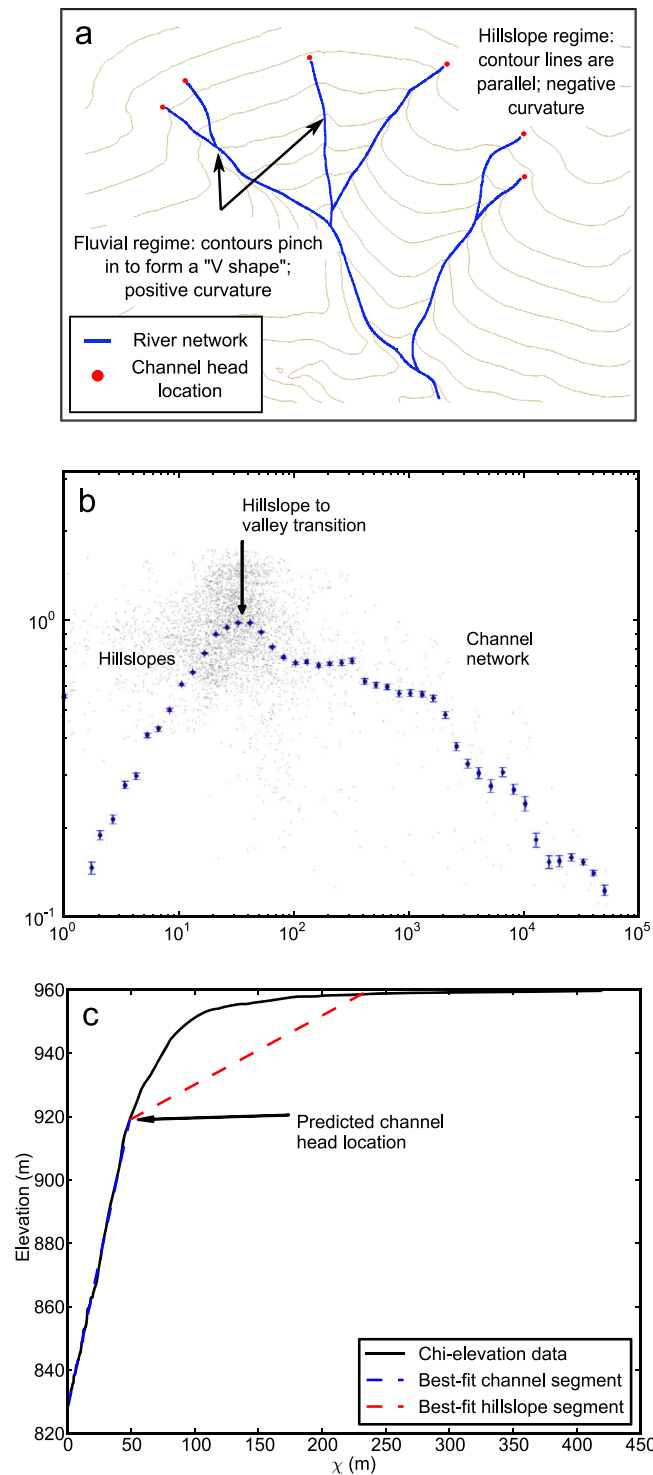 a
Hillslope regime:
contour lines are
parallel; negative
curvature
Fluvial regime: contours pinch
in to form a "V shape";
positive curvature
River network
Channel head
location
b
Hillslope to
valley transition
Hillslopes
Channel
network
10⁰
10⁻¹
10⁰ 10¹ 10² 10³ 10⁴ 10⁵
c
960
940
920
900
880
860
840
820
Elevation (m)
Predicted channel
head location
Chi-elevation data
Best-fit channel segment
Best-fit hillslope segment
0 50 100 150 200 250 300 350 400 450
χ (m)